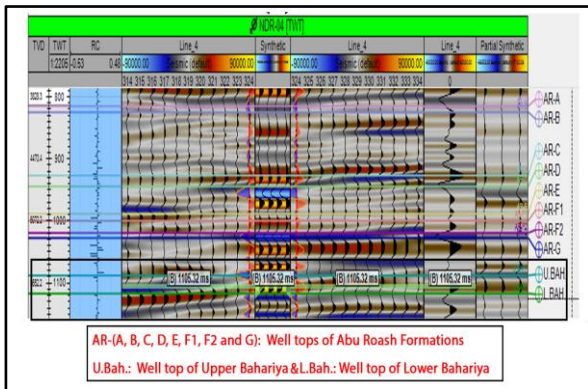 NDR-04 [TWT]
TVD TWT RC Line_4 Synthetic Line_4 Line_4 Partial Synthetic
1:2205 -0.53 0.48 -90000.00 Seismic (default) 90000.00 -90000.00 Seismic (default) 90000.00
314 315 316 317 318 319 320 321 322 323 324 324 325 326 327 328 329 330 331 332 333 334 0
800
900
1000
1100
AR-A
AR-B
AR-C
AR-D
AR-E
AR-F1
AR-F2
AR-G
U.BAH
L.BAH
[B] 1105.32 ms [B] 1105.32 ms [B] 1105.32 ms [B] 1105.32 ms
AR-(A, B, C, D, E, F1, F2 and G): Well tops of Abu Roash Formations
U.Bah.: Well top of Upper Bahariya &L.Bah.: Well top of Lower Bahariya